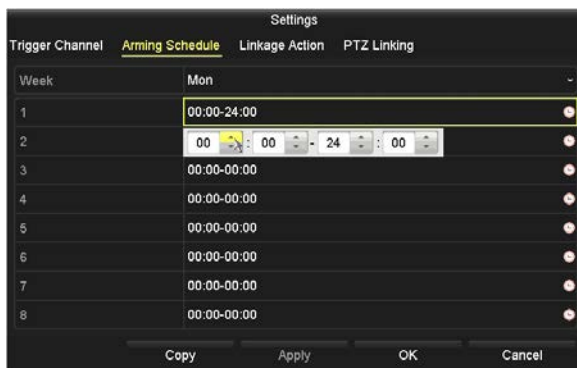 Settings
Trigger Channel Arming Schedule Linkage Action PTZ Linking
Week Mon
1 00:00-24:00
2 00 : 00 - 24 : 00
3 00:00-00:00
4 00:00-00:00
5 00:00-00:00
6 00:00-00:00
7 00:00-00:00
8 00:00-00:00
Copy Apply OK Cancel